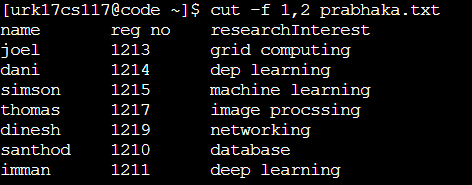 [urk17cs117@code ~]$ cut -f 1,2 prabhaka.txt
name reg no researchInterest
joel 1213 grid computing
dani 1214 dep learning
simson 1215 machine learning
thomas 1217 image procssing
dinesh 1219 networking
santhod 1210 database
imman 1211 deep learning